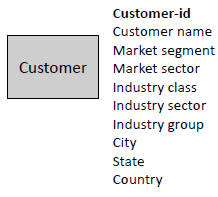 Customer
Customer-id
Customer name
Market segment
Market sector
Industry class
Industry sector
Industry group
City
State
Country